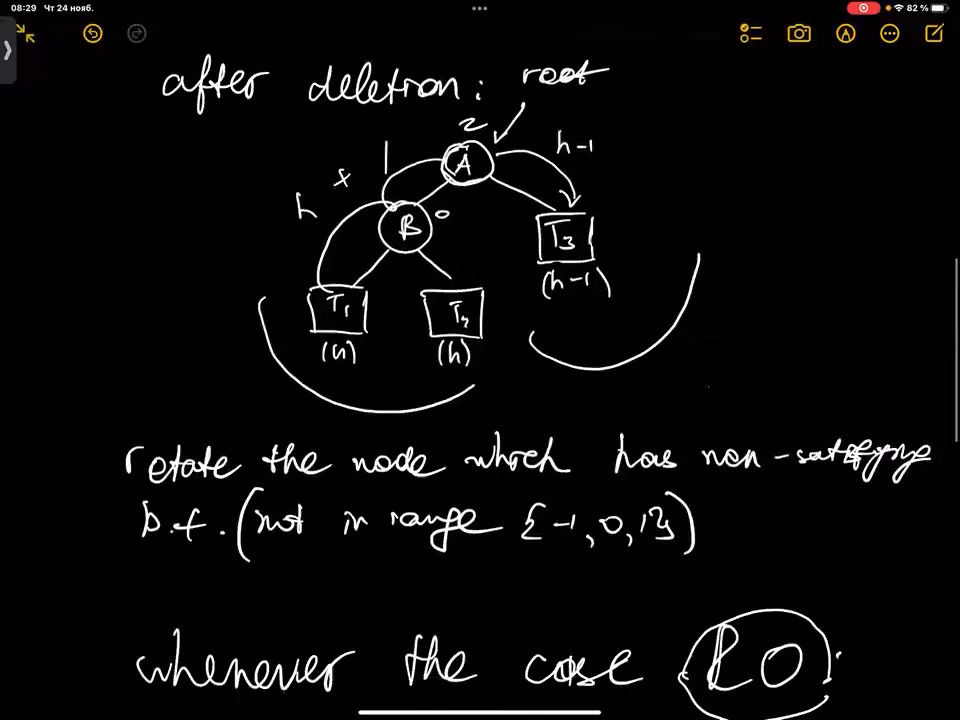 08:29 Чт 24 нояб.
82 %
after deletion: root
2
h-1
1
A
h
B 0
T3
(h-1)
T1
T2
(h)
(h)
rotate the node which has non-satisfying
b.f. (not in range {-1, 0, 1})
whenever the case R0: